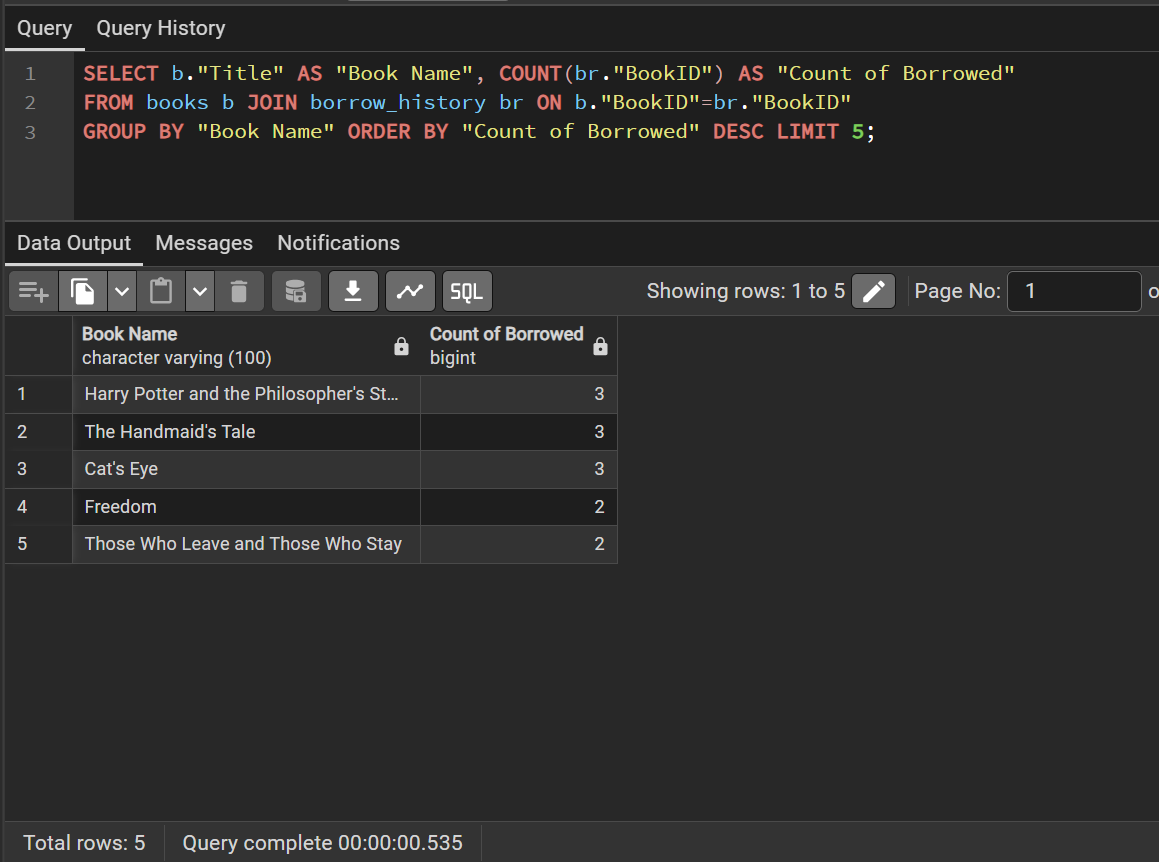 Query Query History
1 SELECT b."Title" AS "Book Name", COUNT(br."BookID") AS "Count of Borrowed"
2 FROM books b JOIN borrow_history br ON b."BookID"=br."BookID"
3 GROUP BY "Book Name" ORDER BY "Count of Borrowed" DESC LIMIT 5;
Data Output Messages Notifications
SQL Showing rows: 1 to 5 Page No: 1 o
Book Name Count of Borrowed
character varying (100) bigint
1 Harry Potter and the Philosopher's St... 3
2 The Handmaid's Tale 3
3 Cat's Eye 3
4 Freedom 2
5 Those Who Leave and Those Who Stay 2
Total rows: 5 Query complete 00:00:00.535